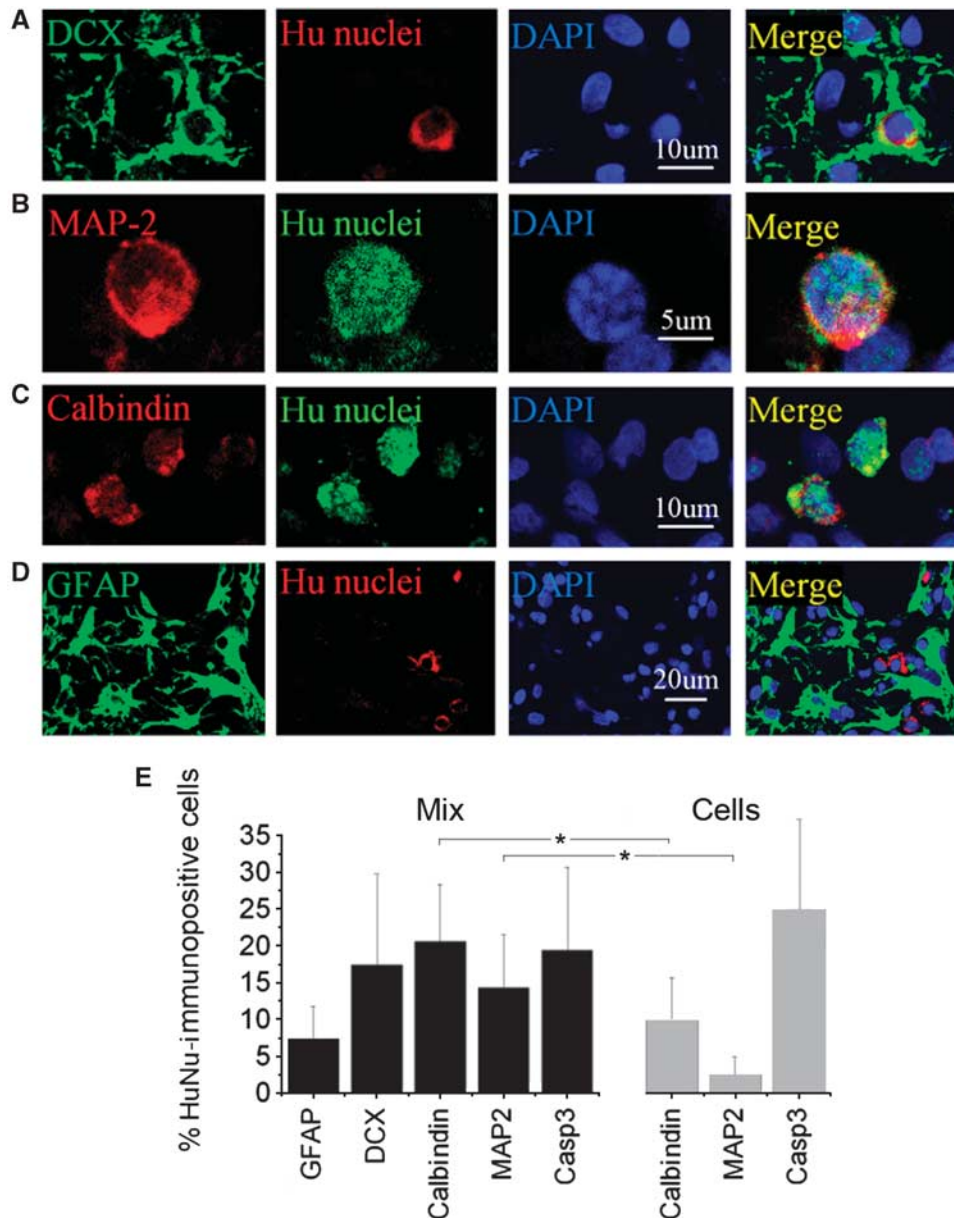 A
DCX
Hu nuclei
DAPI
10um
Merge
B
MAP-2
Hu nuclei
DAPI
5um
Merge
C
Calbindin
Hu nuclei
DAPI
10um
Merge
D
GFAP
Hu nuclei
DAPI
20um
Merge
E
% HuNu-immunopositive cells
Mix
Cells
35
30
25
20
15
10
5
0
*
*
GFAP
DCX
Calbindin
MAP2
Casp3
Calbindin
MAP2
Casp3